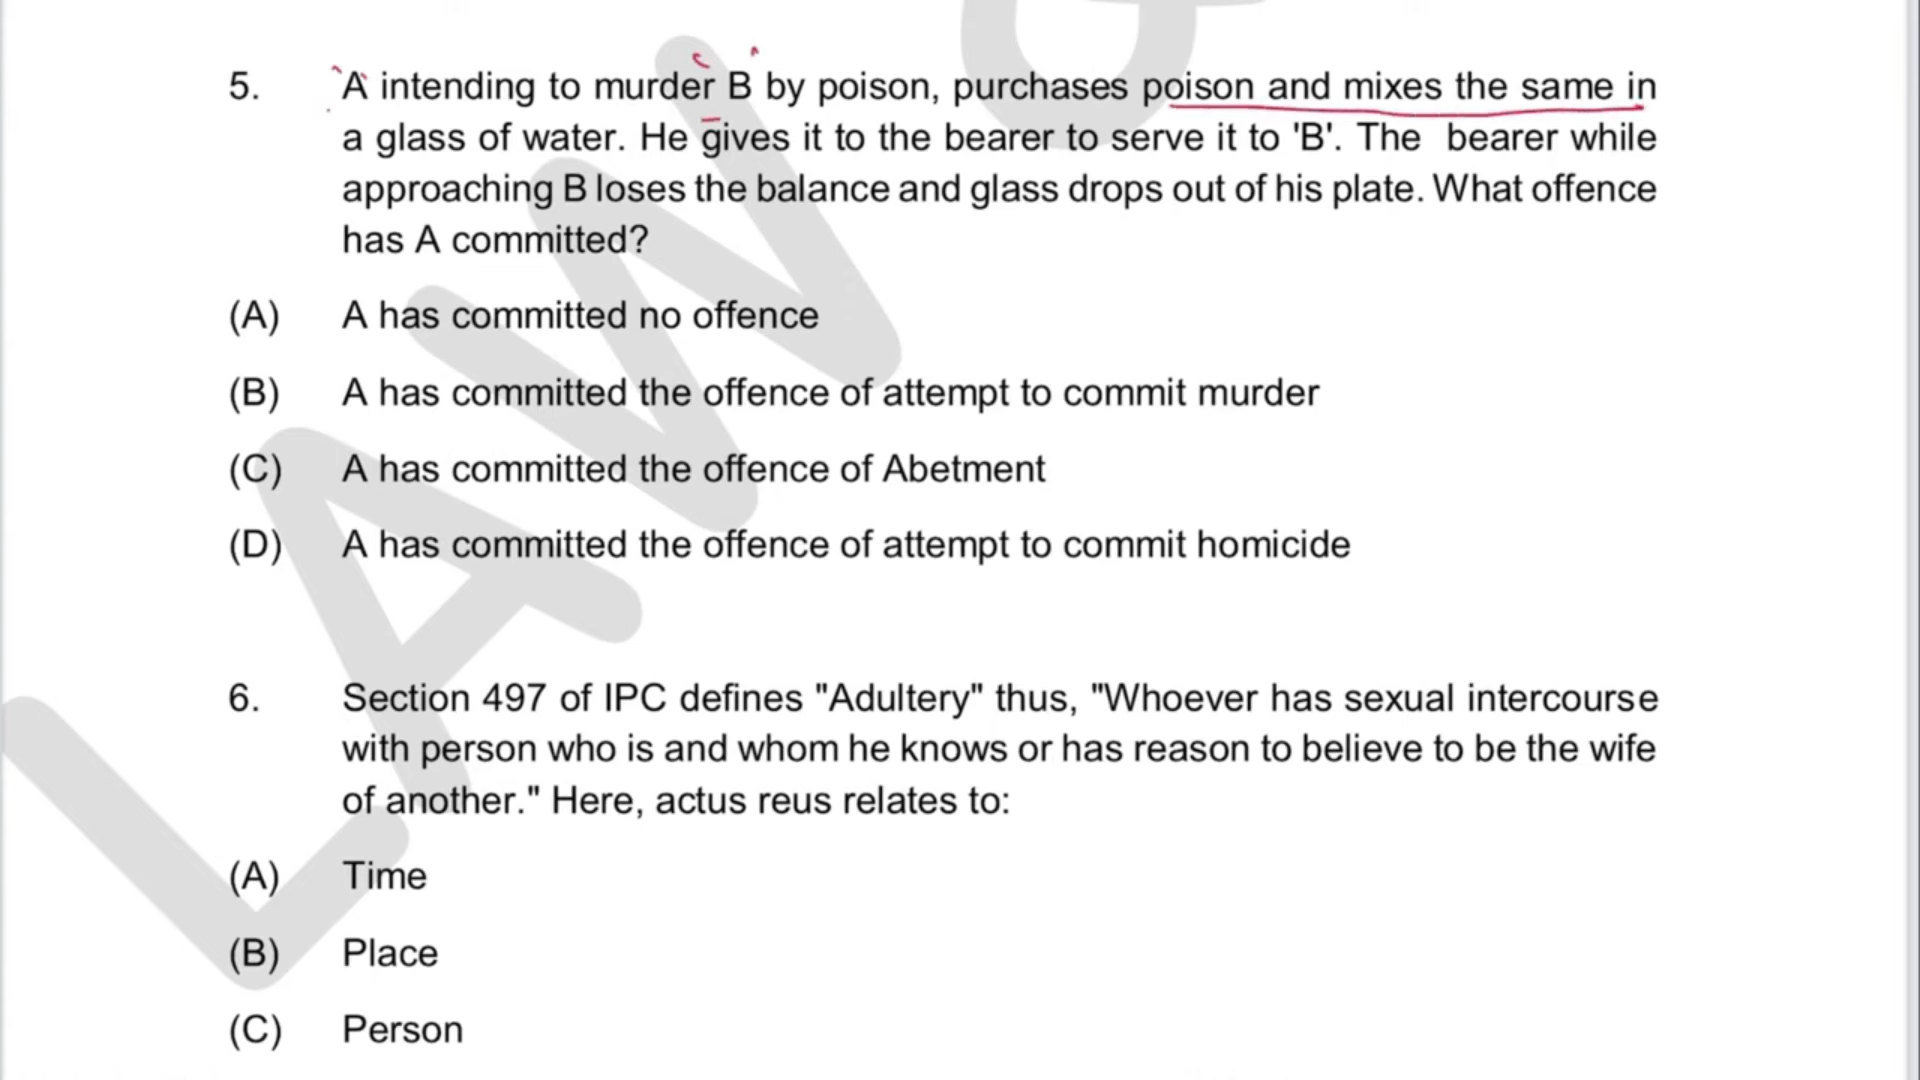 5. A intending to murder B by poison, purchases poison and mixes the same in
a glass of water. He gives it to the bearer to serve it to 'B'. The bearer while
approaching B loses the balance and glass drops out of his plate. What offence
has A committed?
(A) A has committed no offence
(B) A has committed the offence of attempt to commit murder
(C) A has committed the offence of Abetment
(D) A has committed the offence of attempt to commit homicide
6. Section 497 of IPC defines "Adultery" thus, "Whoever has sexual intercourse
with person who is and whom he knows or has reason to believe to be the wife
of another." Here, actus reus relates to:
(A) Time
(B) Place
(C) Person
LAW